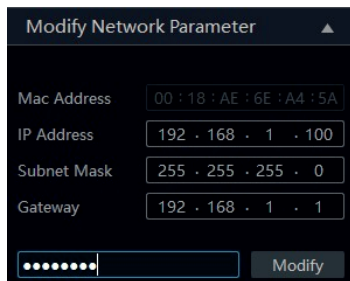 Modify Network Parameter
Mac Address 00 : 18 : AE : 6E : A4 : 5A
IP Address 192 . 168 . 1 . 100
Subnet Mask 255 . 255 . 255 . 0
Gateway 192 . 168 . 1 . 1
●●●●●●●● Modify